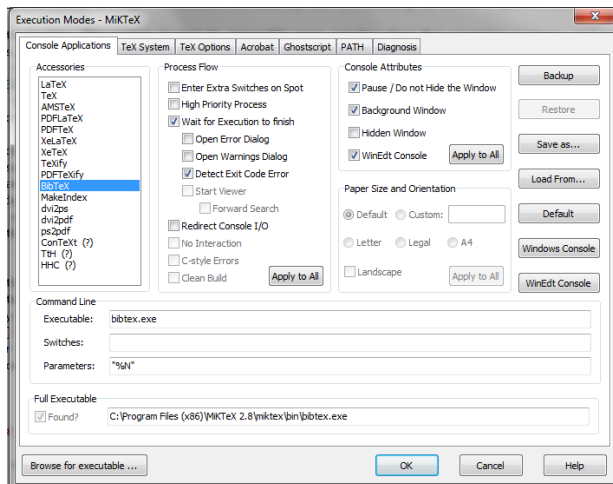 Execution Modes - MiKTeX
Console Applications TeX System TeX Options Acrobat Ghostscript PATH Diagnosis
Accessories
LaTeX
TeX
AMSTeX
PDFLaTeX
PDFTeX
XeLaTeX
XeTeX
TeXify
PDFTeXify
BibTeX
MakeIndex
dvi2ps
dvi2pdf
ps2pdf
ConTeXt (?)
TtH (?)
HHC (?)
Process Flow
Enter Extra Switches on Spot
High Priority Process
Wait for Execution to finish
Open Error Dialog
Open Warnings Dialog
Detect Exit Code Error
Start Viewer
Forward Search
Redirect Console I/O
No Interaction
C-style Errors
Clean Build Apply to All
Console Attributes
Pause / Do not Hide the Window
Background Window
Hidden Window
WinEdt Console Apply to All
Paper Size and Orientation
Default Custom:
Letter Legal A4
Landscape Apply to All
Backup
Restore
Save as...
Load From...
Default
Windows Console
WinEdt Console
Command Line
Executable: bibtex.exe
Switches:
Parameters: "%N"
Full Executable
Found? C:\Program Files (x86)\MiKTeX 2.8\miktex\bin\bibtex.exe
Browse for executable ... OK Cancel Help